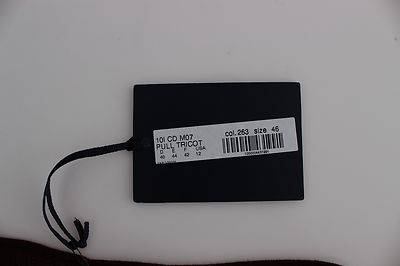 10I CD M07
PULL TRICOT
D E F USA
40 44 42 12
col.263 size 46